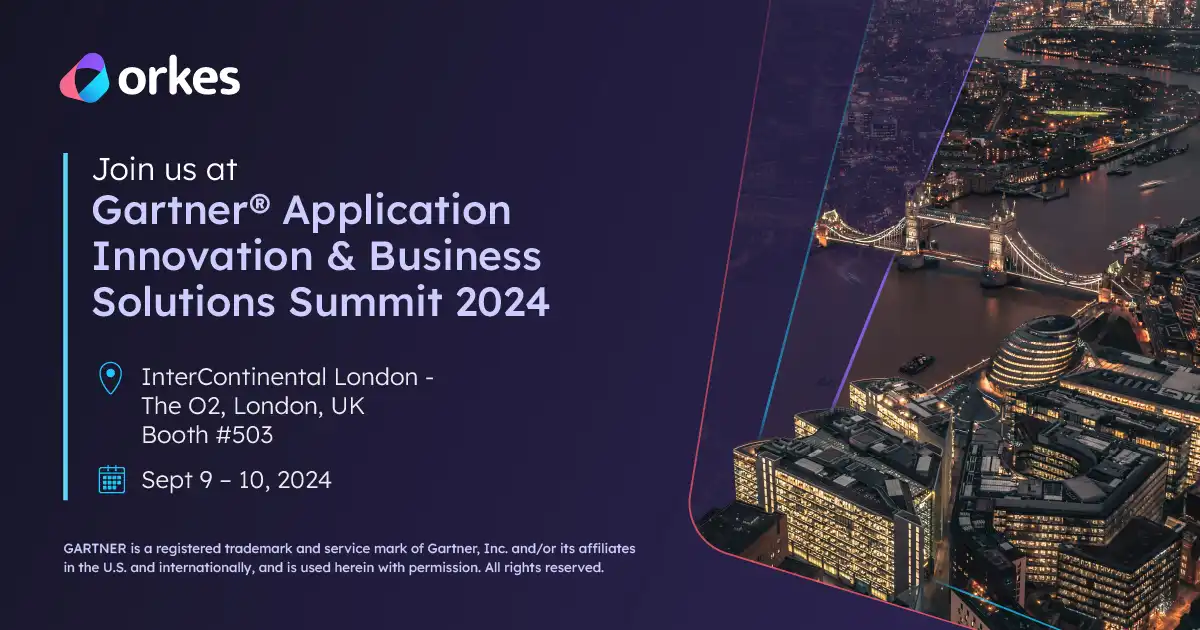 orkes
Join us at
Gartner® Application
Innovation & Business
Solutions Summit 2024
InterContinental London -
The O2, London, UK
Booth #503
Sept 9 – 10, 2024
GARTNER is a registered trademark and service mark of Gartner, Inc. and/or its affiliates
in the U.S. and internationally, and is used herein with permission. All rights reserved.